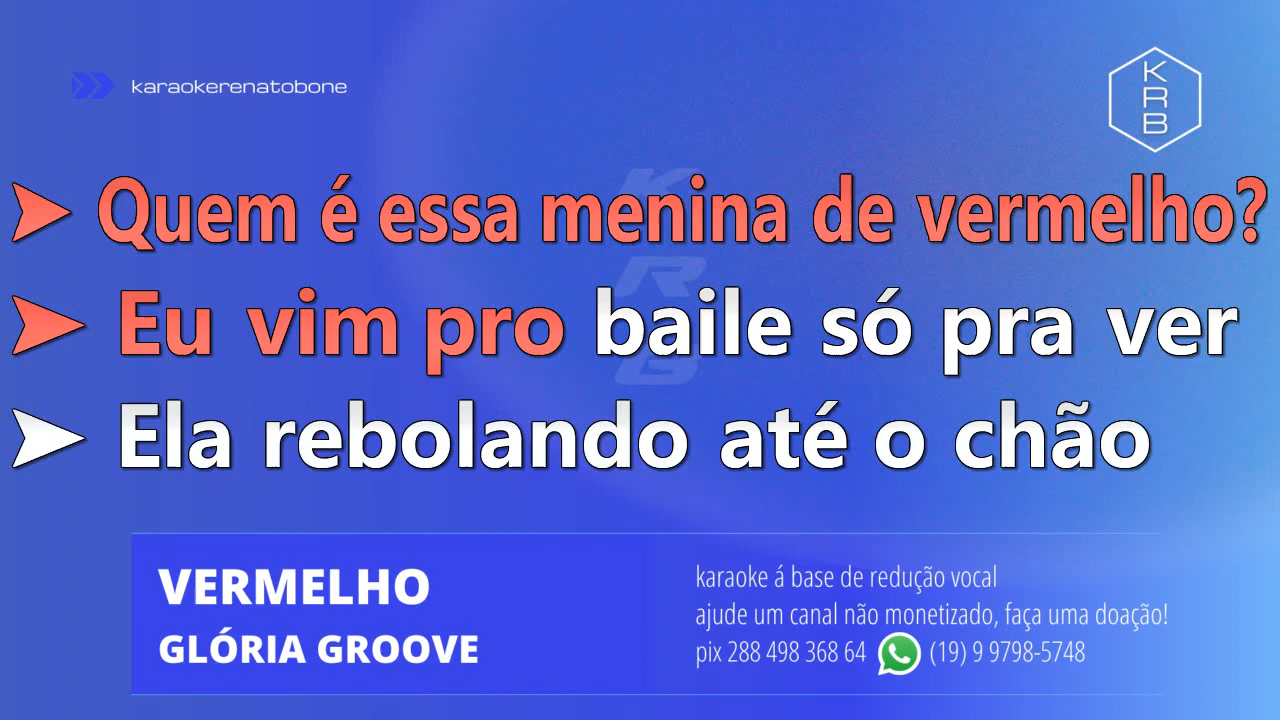 karaokerenatobone
K
R
B
➤ Quem é essa menina de vermelho?
➤ Eu vim pro baile só pra ver
➤ Ela rebolando até o chão
K
R
B
VERMELHO
GLÓRIA GROOVE
karaoke á base de redução vocal
ajude um canal não monetizado, faça uma doação!
pix 288 498 368 64 (19) 9 9798-5748